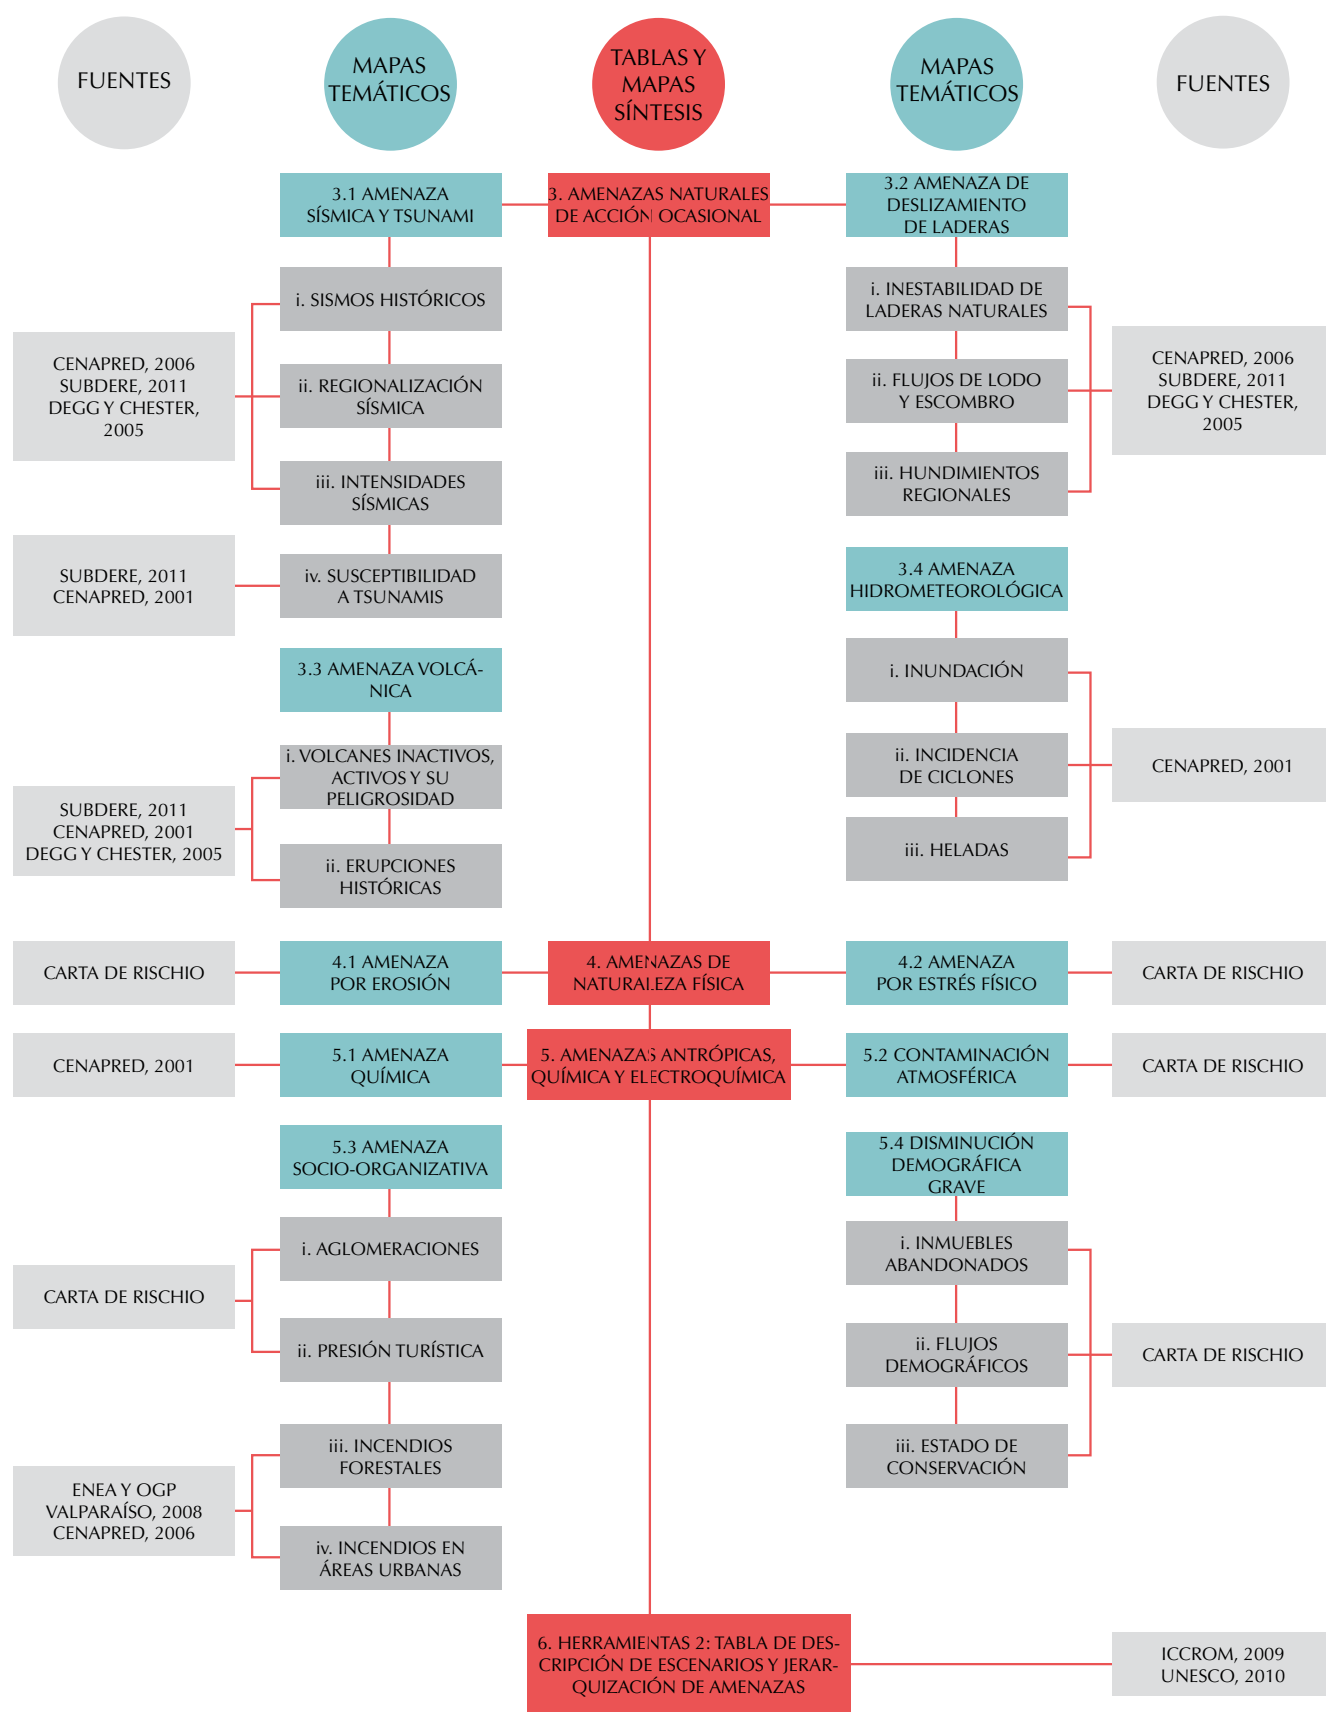 FUENTES
MAPAS
TEMÁTICOS
TABLAS Y
MAPAS
SÍNTESIS
MAPAS
TEMÁTICOS
FUENTES
3.1 AMENAZA
SÍSMICA Y TSUNAMI
3. AMENAZAS NATURALES
DE ACCIÓN OCASIONAL
3.2 AMENAZA DE
DESLIZAMIENTO
DE LADERAS
i. SISMOS HISTÓRICOS
i. INESTABILIDAD DE
LADERAS NATURALES
CENAPRED, 2006
SUBDERE, 2011
DEGG Y CHESTER,
2005
ii. REGIONALIZACIÓN
SÍSMICA
ii. FLUJOS DE LODO
Y ESCOMBRO
CENAPRED, 2006
SUBDERE, 2011
DEGG Y CHESTER,
2005
iii. INTENSIDADES
SÍSMICAS
iii. HUNDIMIENTOS
REGIONALES
SUBDERE, 2011
CENAPRED, 2001
iv. SUSCEPTIBILIDAD
A TSUNAMIS
3.4 AMENAZA
HIDROMETEOROLÓGICA
3.3 AMENAZA VOLCÁ-
NICA
i. INUNDACIÓN
i. VOLCANES INACTIVOS,
ACTIVOS Y SU
PELIGROSIDAD
ii. INCIDENCIA
DE CICLONES
CENAPRED, 2001
SUBDERE, 2011
CENAPRED, 2001
DEGG Y CHESTER, 2005
ii. ERUPCIONES
HISTÓRICAS
iii. HELADAS
CARTA DE RISCHIO
4.1 AMENAZA
POR EROSIÓN
4. AMENAZAS DE
NATURALEZA FÍSICA
4.2 AMENAZA
POR ESTRÉS FÍSICO
CARTA DE RISCHIO
CENAPRED, 2001
5.1 AMENAZA
QUÍMICA
5. AMENAZAS ANTRÓPICAS,
QUÍMICA Y ELECTROQUÍMICA
5.2 CONTAMINACIÓN
ATMOSFÉRICA
CARTA DE RISCHIO
5.3 AMENAZA
SOCIO-ORGANIZATIVA
5.4 DISMINUCIÓN
DEMOGRÁFICA
GRAVE
i. AGLOMERACIONES
i. INMUEBLES
ABANDONADOS
CARTA DE RISCHIO
ii. PRESIÓN TURÍSTICA
ii. FLUJOS
DEMOGRÁFICOS
CARTA DE RISCHIO
iii. INCENDIOS
FORESTALES
iii. ESTADO DE
CONSERVACIÓN
ENEA Y OGP
VALPARAÍSO, 2008
CENAPRED, 2006
iv. INCENDIOS EN
ÁREAS URBANAS
6. HERRAMIENTAS 2: TABLA DE DES-
CRIPCIÓN DE ESCENARIOS Y JERAR-
QUIZACIÓN DE AMENAZAS
ICCROM, 2009
UNESCO, 2010